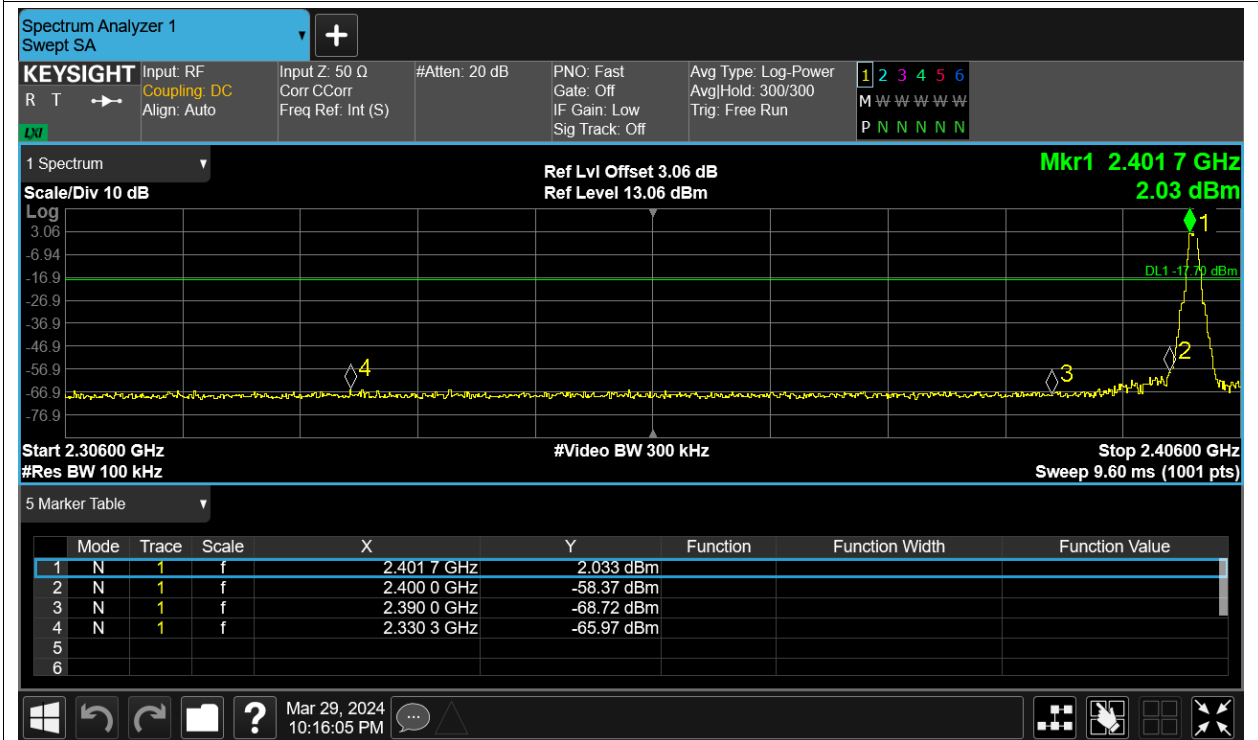 Spectrum Analyzer 1
Swept SA
+
KEYSIGHT
R T
LXI
Input: RF
Coupling: DC
Align: Auto
Input Z: 50 Ω
Corr CCorr
Freq Ref: Int (S)
#Atten: 20 dB
PNO: Fast
Gate: Off
IF Gain: Low
Sig Track: Off
Avg Type: Log-Power
Avg|Hold: 300/300
Trig: Free Run
1 2 3 4 5 6
M W W W W W
P N N N N N
1 Spectrum
Scale/Div 10 dB
Ref Lvl Offset 3.06 dB
Ref Level 13.06 dBm
Mkr1 2.401 7 GHz
2.03 dBm
Log
3.06
-6.94
-16.9
-26.9
-36.9
-46.9
-56.9
-66.9
-76.9
1
DL1 -17.70 dBm
2
3
4
Start 2.30600 GHz
#Res BW 100 kHz
#Video BW 300 kHz
Stop 2.40600 GHz
Sweep 9.60 ms (1001 pts)
5 Marker Table
Mode Trace Scale X Y Function Function Width Function Value
1 N 1 f 2.401 7 GHz 2.033 dBm
2 N 1 f 2.400 0 GHz -58.37 dBm
3 N 1 f 2.390 0 GHz -68.72 dBm
4 N 1 f 2.330 3 GHz -65.97 dBm
5
6
?
Mar 29, 2024
10:16:05 PM